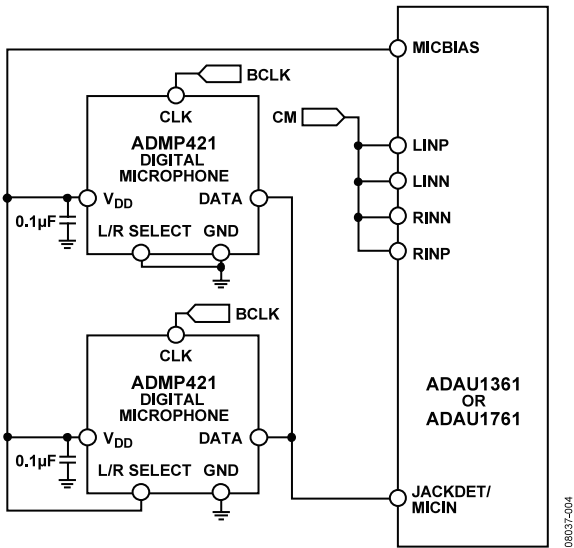 MICBIAS
BCLK
CLK
ADMP421
DIGITAL
MICROPHONE
CM
LINP
LINN
RINN
RINP
VDD
DATA
0.1µF
L/R SELECT GND
BCLK
CLK
ADMP421
DIGITAL
MICROPHONE
ADAU1361
OR
ADAU1761
VDD
DATA
0.1µF
L/R SELECT GND
JACKDET/
MICIN
08037-004